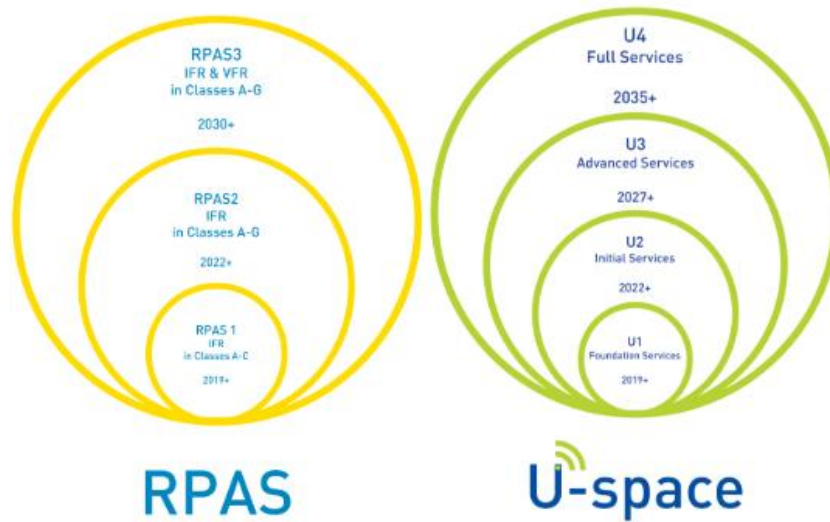 RPAS3
IFR & VFR
in Classes A-G
2030+
RPAS2
IFR
in Classes A-G
2022+
RPAS 1
IFR
in Classes A-C
2019+
RPAS
U4
Full Services
2035+
U3
Advanced Services
2027+
U2
Initial Services
2022+
U1
Foundation Services
2019+
U-space